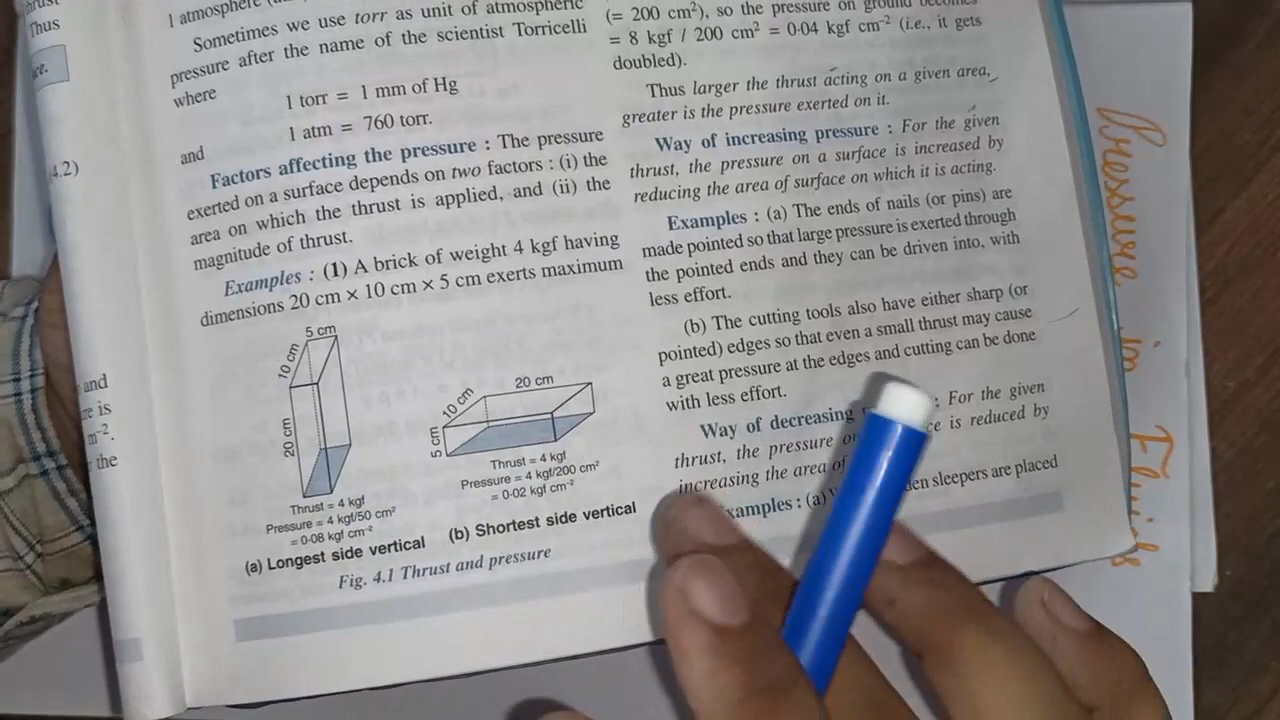 thrust
Thus
re.
4.2)
and
re is
m⁻².
the
1 atmosphere
Sometimes we use torr as unit of atmospheric
pressure after the name of the scientist Torricelli
where
1 torr = 1 mm of Hg
and
1 atm = 760 torr.
Factors affecting the pressure : The pressure
exerted on a surface depends on two factors : (i) the
area on which the thrust is applied, and (ii) the
magnitude of thrust.
Examples : (1) A brick of weight 4 kgf having
dimensions 20 cm × 10 cm × 5 cm exerts maximum
5 cm
10 cm
20 cm
Thrust = 4 kgf
Pressure = 4 kgf/50 cm²
= 0·08 kgf cm⁻²
(a) Longest side vertical
20 cm
10 cm
5 cm
Thrust = 4 kgf
Pressure = 4 kgf/200 cm²
= 0·02 kgf cm⁻²
(b) Shortest side vertical
Fig. 4.1 Thrust and pressure
(= 200 cm²), so the pressure on ground becomes
= 8 kgf / 200 cm² = 0·04 kgf cm⁻² (i.e., it gets
doubled).
Thus larger the thrust acting on a given area,
greater is the pressure exerted on it.
Way of increasing pressure : For the given
thrust, the pressure on a surface is increased by
reducing the area of surface on which it is acting.
Examples : (a) The ends of nails (or pins) are
made pointed so that large pressure is exerted through
the pointed ends and they can be driven into, with
less effort.
(b) The cutting tools also have either sharp (or
pointed) edges so that even a small thrust may cause
a great pressure at the edges and cutting can be done
with less effort.
Way of decreasing : For the given
thrust, the pressure ce is reduced by
increasing the area of
xamples : (a) den sleepers are placed
Pressure in Fluids